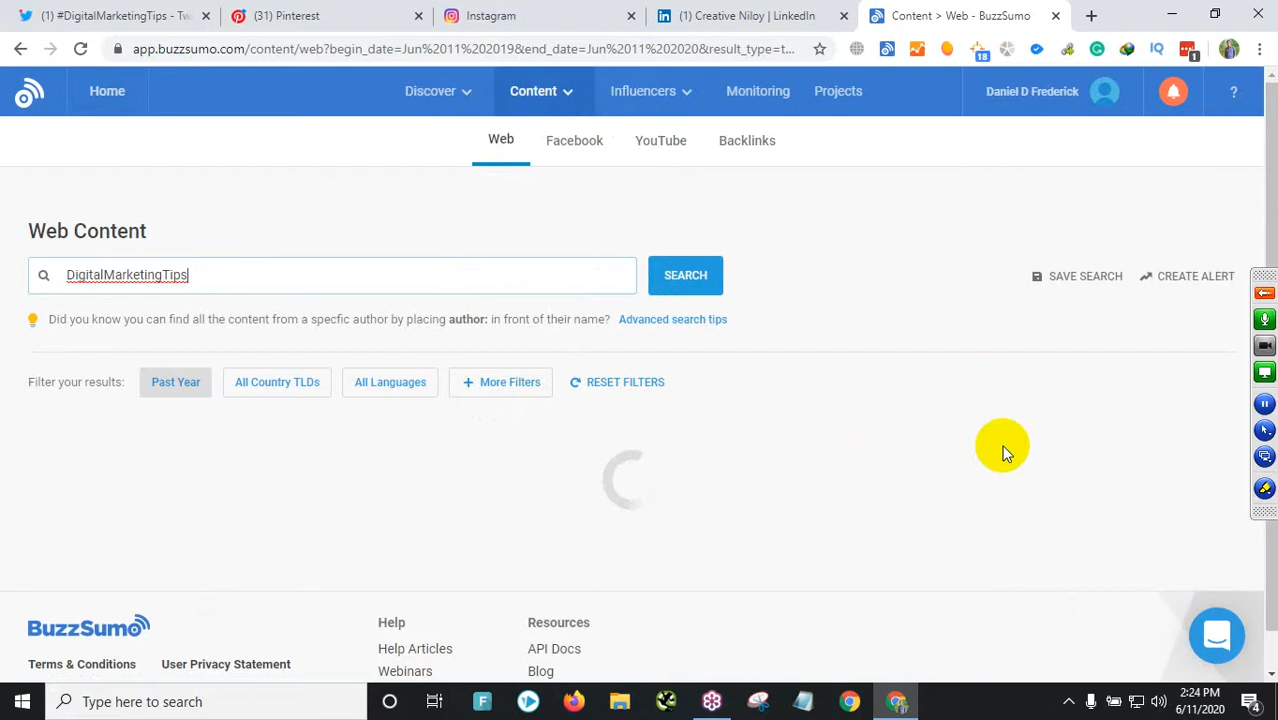 (1) #DigitalMarketingTips - Twi
(31) Pinterest
Instagram
(1) Creative Niloy | LinkedIn
Content > Web - BuzzSumo
app.buzzsumo.com/content/web?begin_date=Jun%2011%202019&end_date=Jun%2011%202020&result_type=t...
18
1
Home
Discover
Content
Influencers
Monitoring
Projects
Daniel D Frederick
?
Web
Facebook
YouTube
Backlinks
Web Content
DigitalMarketingTips
SEARCH
SAVE SEARCH
CREATE ALERT
Did you know you can find all the content from a specfic author by placing author: in front of their name? Advanced search tips
Filter your results:
Past Year
All Country TLDs
All Languages
+ More Filters
RESET FILTERS
BuzzSumo
Help
Resources
Help Articles
API Docs
Terms & Conditions
User Privacy Statement
Webinars
Blog
Type here to search
2:24 PM
6/11/2020
4